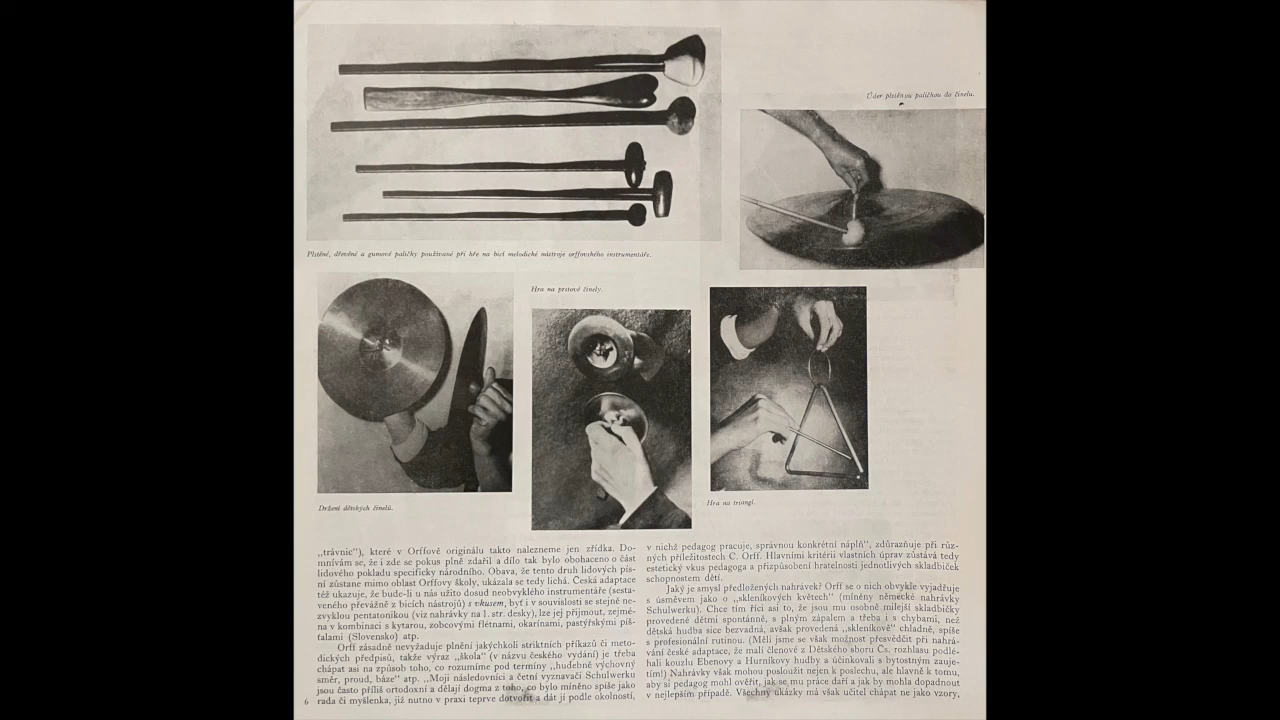 Úder plstěnou paličkou do činelu.
Plstěné, dřevěné a gumové paličky používané při hře na bicí melodické nástroje orffovského instrumentáře.
Hra na prstové činely.
Držení dětských činelů.
Hra na triangl.
„trávnic"), které v Orffově originálu takto nalezneme jen zřídka. Do-
mnívám se, že i zde se pokus plně zdařil a dílo tak bylo obohaceno o část
lidového pokladu specificky národního. Obava, že tento druh lidových pís-
ní zůstane mimo oblast Orffovy školy, ukázala se tedy lichá. Česká adaptace
též ukazuje, že bude-li u nás užito dosud neobvyklého instrumentáře (sesta-
veného převážně z bicích nástrojů) s vkusem, byť i v souvislosti se stejně ne-
zvyklou pentatonikou (viz nahrávky na 1. str. desky), lze jej přijmout, zejmé-
na v kombinaci s kytarou, zobcovými flétnami, okarínami, pastýřskými píš-
talami (Slovensko) atp.
Orff zásadně nevyžaduje plnění jakýchkoli striktních příkazů či meto-
dických předpisů, takže výraz „škola" (v názvu českého vydání) je třeba
chápat asi na způsob toho, co rozumíme pod termíny „hudebně výchovný
směr, proud, báze" atp. „Moji následovníci a četní vyznavači Schulwerku
jsou často příliš ortodoxní a dělají dogma z toho, co bylo míněno spíše jako
rada či myšlenka, již nutno v praxi teprve dotvořit a dát jí podle okolností,
6
v nichž pedagog pracuje, správnou konkrétní náplň", zdůrazňuje při růz-
ných příležitostech C. Orff. Hlavními kritérii vlastních úprav zůstává tedy
estetický vkus pedagoga a přizpůsobení hratelnosti jednotlivých skladbiček
schopnostem dětí.
Jaký je smysl předložených nahrávek? Orff se o nich obvykle vyjadřuje
s úsměvem jako o „skleníkových květech" (míněny německé nahrávky
Schulwerku). Chce tím říci asi to, že jsou mu osobně milejší skladbičky
provedené dětmi spontánně, s plným zápalem a třeba i s chybami, než
dětská hudba sice bezvadná, avšak provedená „skleníkově" chladně, spíše
s profesionální rutinou. (Měli jsme se však možnost přesvědčit při nahrá-
vání české adaptace, že malí členové z Dětského sboru Čs. rozhlasu podlé-
hali kouzlu Ebenovy a Hurníkovy hudby a účinkovali s bytostným zauje-
tím!) Nahrávky však mohou posloužit nejen k poslechu, ale hlavně k tomu,
aby si pedagog mohl ověřit, jak se mu práce daří a jak by mohla dopadnout
v nejlepším případě. Všechny ukázky má však učitel chápat ne jako vzory,